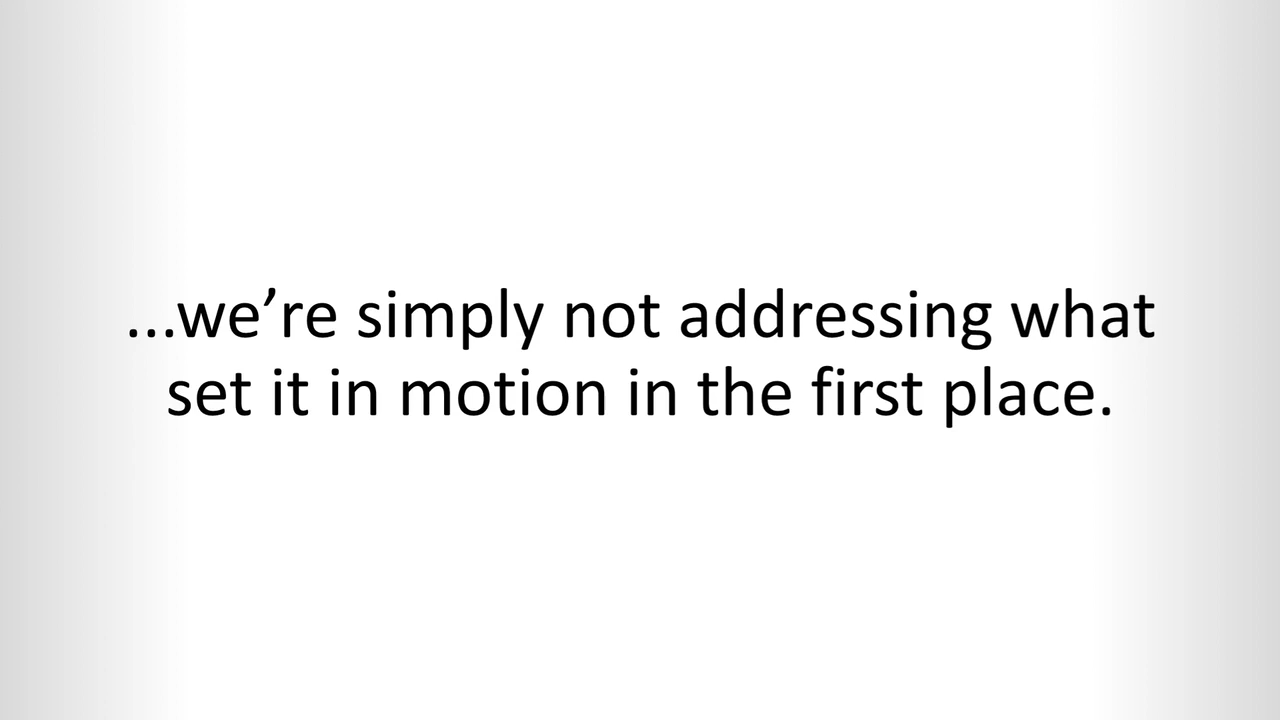 ...we’re simply not addressing what
set it in motion in the first place.